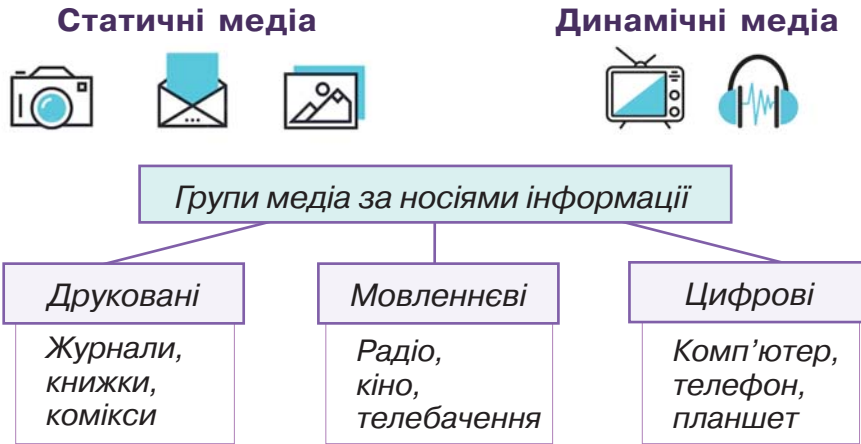 Статичні медіа
Динамічні медіа
Групи медіа за носіями інформації
Друковані
Журнали,
книжки,
комікси
Мовленнєві
Радіо,
кіно,
телебачення
Цифрові
Комп’ютер,
телефон,
планшет